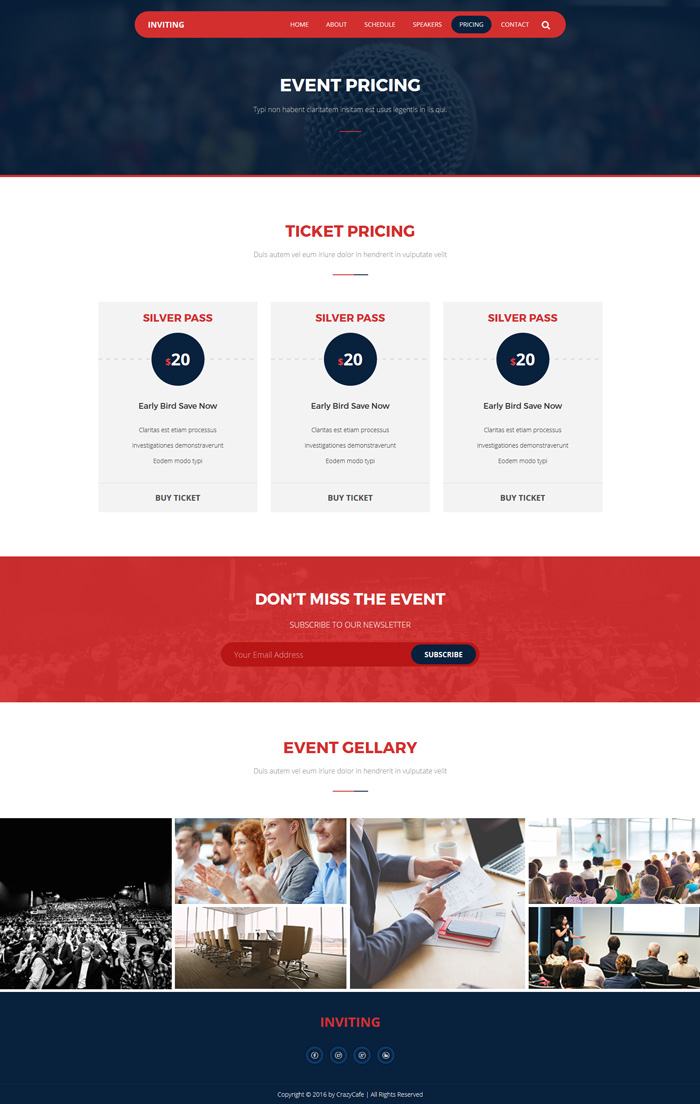 INVITING HOME ABOUT SCHEDULE SPEAKERS PRICING CONTACT
EVENT PRICING
Typi non habent claritatem insitam est usus legentis in iis qui.
TICKET PRICING
Duis autem vel eum iriure dolor in hendrerit in vulputate velit
SILVER PASS
$20
Early Bird Save Now
Claritas est etiam processus
Investigationes demonstraverunt
Eodem modo typi
BUY TICKET
SILVER PASS
$20
Early Bird Save Now
Claritas est etiam processus
Investigationes demonstraverunt
Eodem modo typi
BUY TICKET
SILVER PASS
$20
Early Bird Save Now
Claritas est etiam processus
Investigationes demonstraverunt
Eodem modo typi
BUY TICKET
DON'T MISS THE EVENT
SUBSCRIBE TO OUR NEWSLETTER
Your Email Address SUBSCRIBE
EVENT GELLARY
Duis autem vel eum iriure dolor in hendrerit in vulputate velit
INVITING
Copyright © 2016 by CrazyCafe | All Rights Reserved